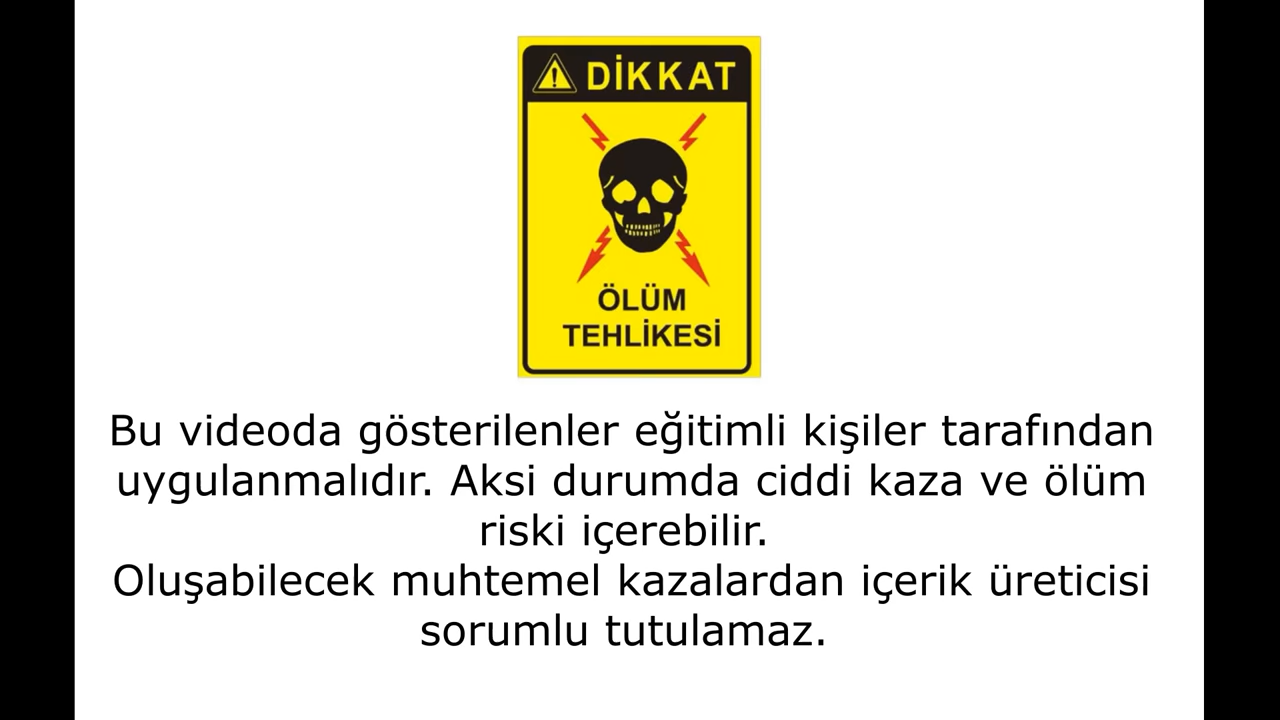 DİKKAT
ÖLÜM
TEHLİKESİ
Bu videoda gösterilenler eğitimli kişiler tarafından
uygulanmalıdır. Aksi durumda ciddi kaza ve ölüm
riski içerebilir.
Oluşabilecek muhtemel kazalardan içerik üreticisi
sorumlu tutulamaz.